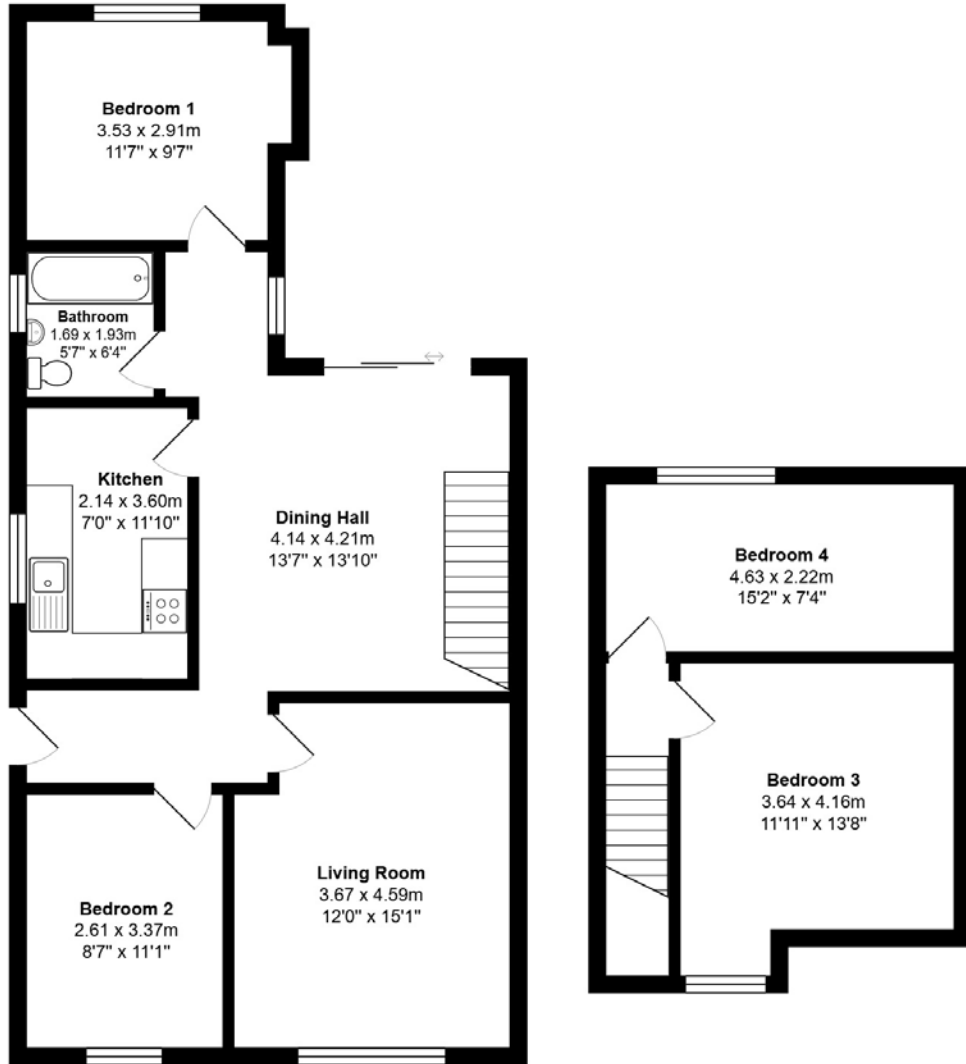 Bedroom 1
3.53 x 2.91m
11'7" x 9'7"
Bathroom
1.69 x 1.93m
5'7" x 6'4"
Kitchen
2.14 x 3.60m
7'0" x 11'10"
Dining Hall
4.14 x 4.21m
13'7" x 13'10"
Bedroom 2
2.61 x 3.37m
8'7" x 11'1"
Living Room
3.67 x 4.59m
12'0" x 15'1"
Bedroom 4
4.63 x 2.22m
15'2" x 7'4"
Bedroom 3
3.64 x 4.16m
11'11" x 13'8"